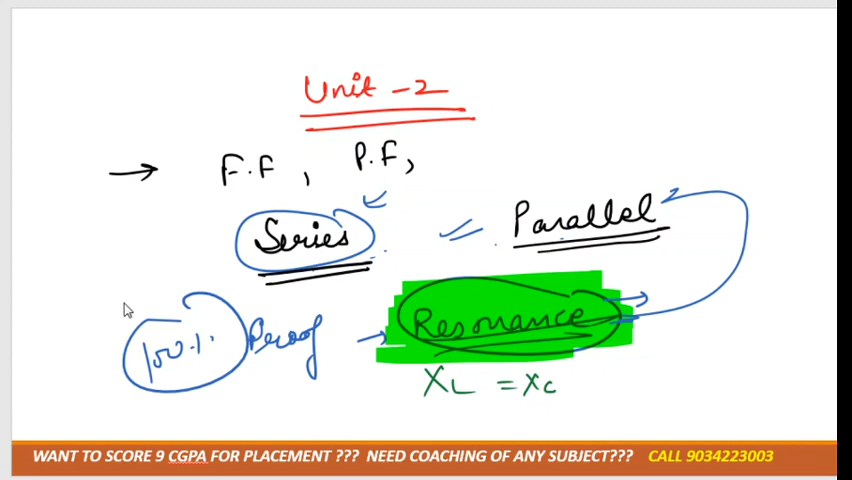 Unit - 2
F.F, P.F,
Series Parallel
100% Proof Resonance
XL = Xc
WANT TO SCORE 9 CGPA FOR PLACEMENT ??? NEED COACHING OF ANY SUBJECT??? CALL 9034223003